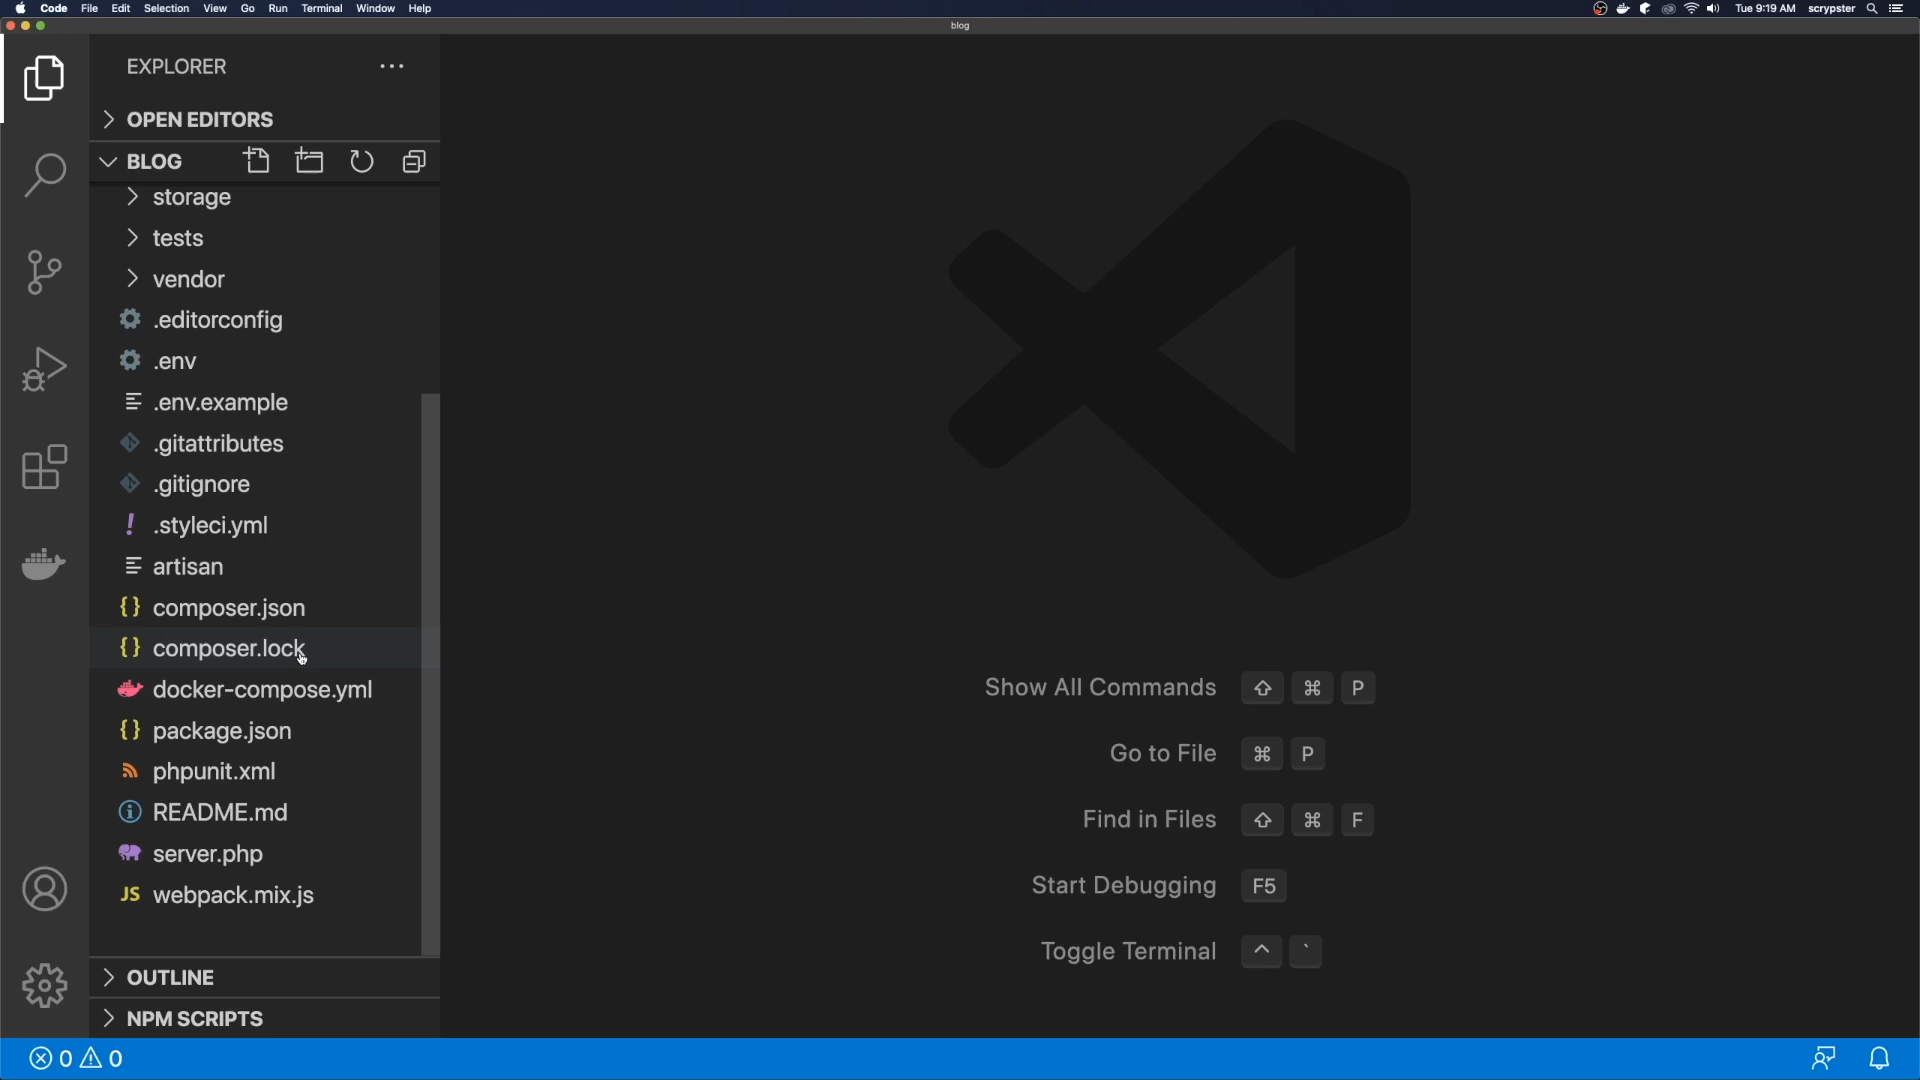 Code File Edit Selection View Go Run Terminal Window Help Tue 9:19 AM scrypster
blog
EXPLORER
OPEN EDITORS
BLOG
storage
tests
vendor
.editorconfig
.env
.env.example
.gitattributes
.gitignore
! .styleci.yml
artisan
{} composer.json
{} composer.lock
docker-compose.yml
{} package.json
phpunit.xml
README.md
server.php
JS webpack.mix.js
OUTLINE
NPM SCRIPTS
Show All Commands ⇧ ⌘ P
Go to File ⌘ P
Find in Files ⇧ ⌘ F
Start Debugging F5
Toggle Terminal ^ `
0 0